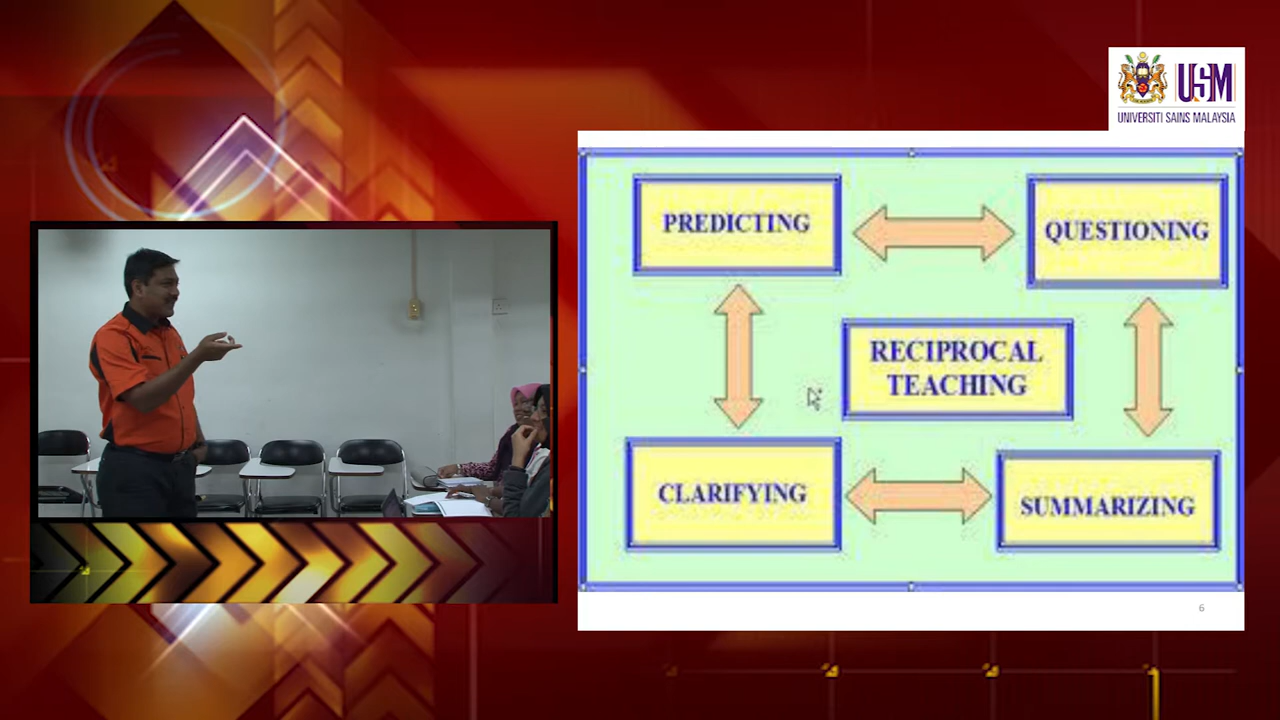 USM
UNIVERSITI SAINS MALAYSIA
PREDICTING
QUESTIONING
RECIPROCAL
TEACHING
CLARIFYING
SUMMARIZING
6